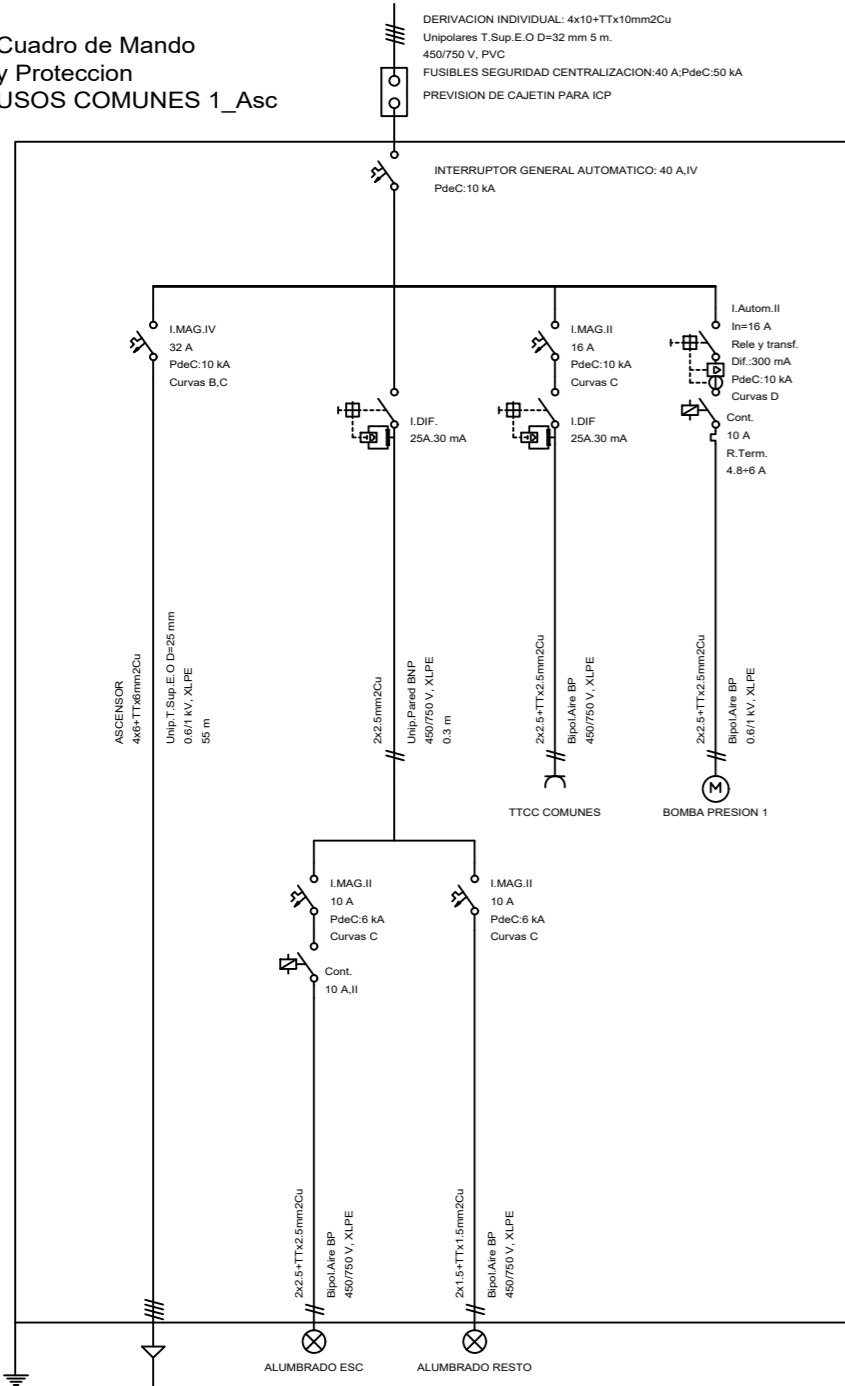 Cuadro de Mando
y Proteccion
USOS COMUNES 1_Asc
DERIVACION INDIVIDUAL: 4x10+TTx10mm2Cu
Unipolares T.Sup.E.O D=32 mm 5 m.
450/750 V, PVC
FUSIBLES SEGURIDAD CENTRALIZACION:40 A;PdeC:50 kA
PREVISION DE CAJETIN PARA ICP
INTERRUPTOR GENERAL AUTOMATICO: 40 A,IV
PdeC:10 kA
I.MAG.IV
32 A
PdeC:10 kA
Curvas B,C
I.DIF.
25A.30 mA
I.MAG.II
16 A
PdeC:10 kA
Curvas C
I.DIF
25A.30 mA
I.Autom.II
In=16 A
Rele y transf.
Dif.:300 mA
PdeC:10 kA
Curvas D
Cont.
10 A
R.Term.
4.8÷6 A
ASCENSOR
4x6+TTx6mm2Cu
Unip.T.Sup.E.O D=25 mm
0.6/1 kV, XLPE
55 m
2x2.5mm2Cu
Unip.Pared BNP
450/750 V, XLPE
0.3 m
2x2.5+TTx2.5mm2Cu
Bipol.Aire BP
450/750 V, XLPE
2x2.5+TTx2.5mm2Cu
Bipol.Aire BP
0.6/1 kV, XLPE
TTCC COMUNES
M
BOMBA PRESION 1
I.MAG.II
10 A
PdeC:6 kA
Curvas C
Cont.
10 A,II
I.MAG.II
10 A
PdeC:6 kA
Curvas C
2x2.5+TTx2.5mm2Cu
Bipol.Aire BP
450/750 V, XLPE
2x1.5+TTx1.5mm2Cu
Bipol.Aire BP
450/750 V, XLPE
ALUMBRADO ESC
ALUMBRADO RESTO